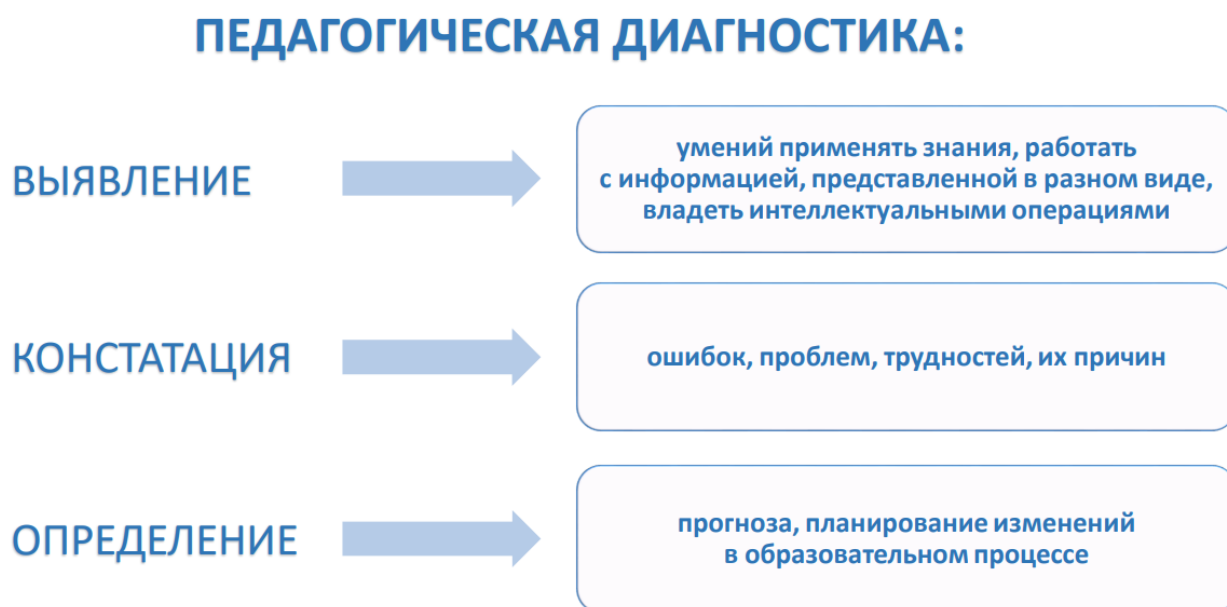 ПЕДАГОГИЧЕСКАЯ ДИАГНОСТИКА:
ВЫЯВЛЕНИЕ
умений применять знания, работать
с информацией, представленной в разном виде,
владеть интеллектуальными операциями
КОНСТАТАЦИЯ
ошибок, проблем, трудностей, их причин
ОПРЕДЕЛЕНИЕ
прогноза, планирование изменений
в образовательном процессе